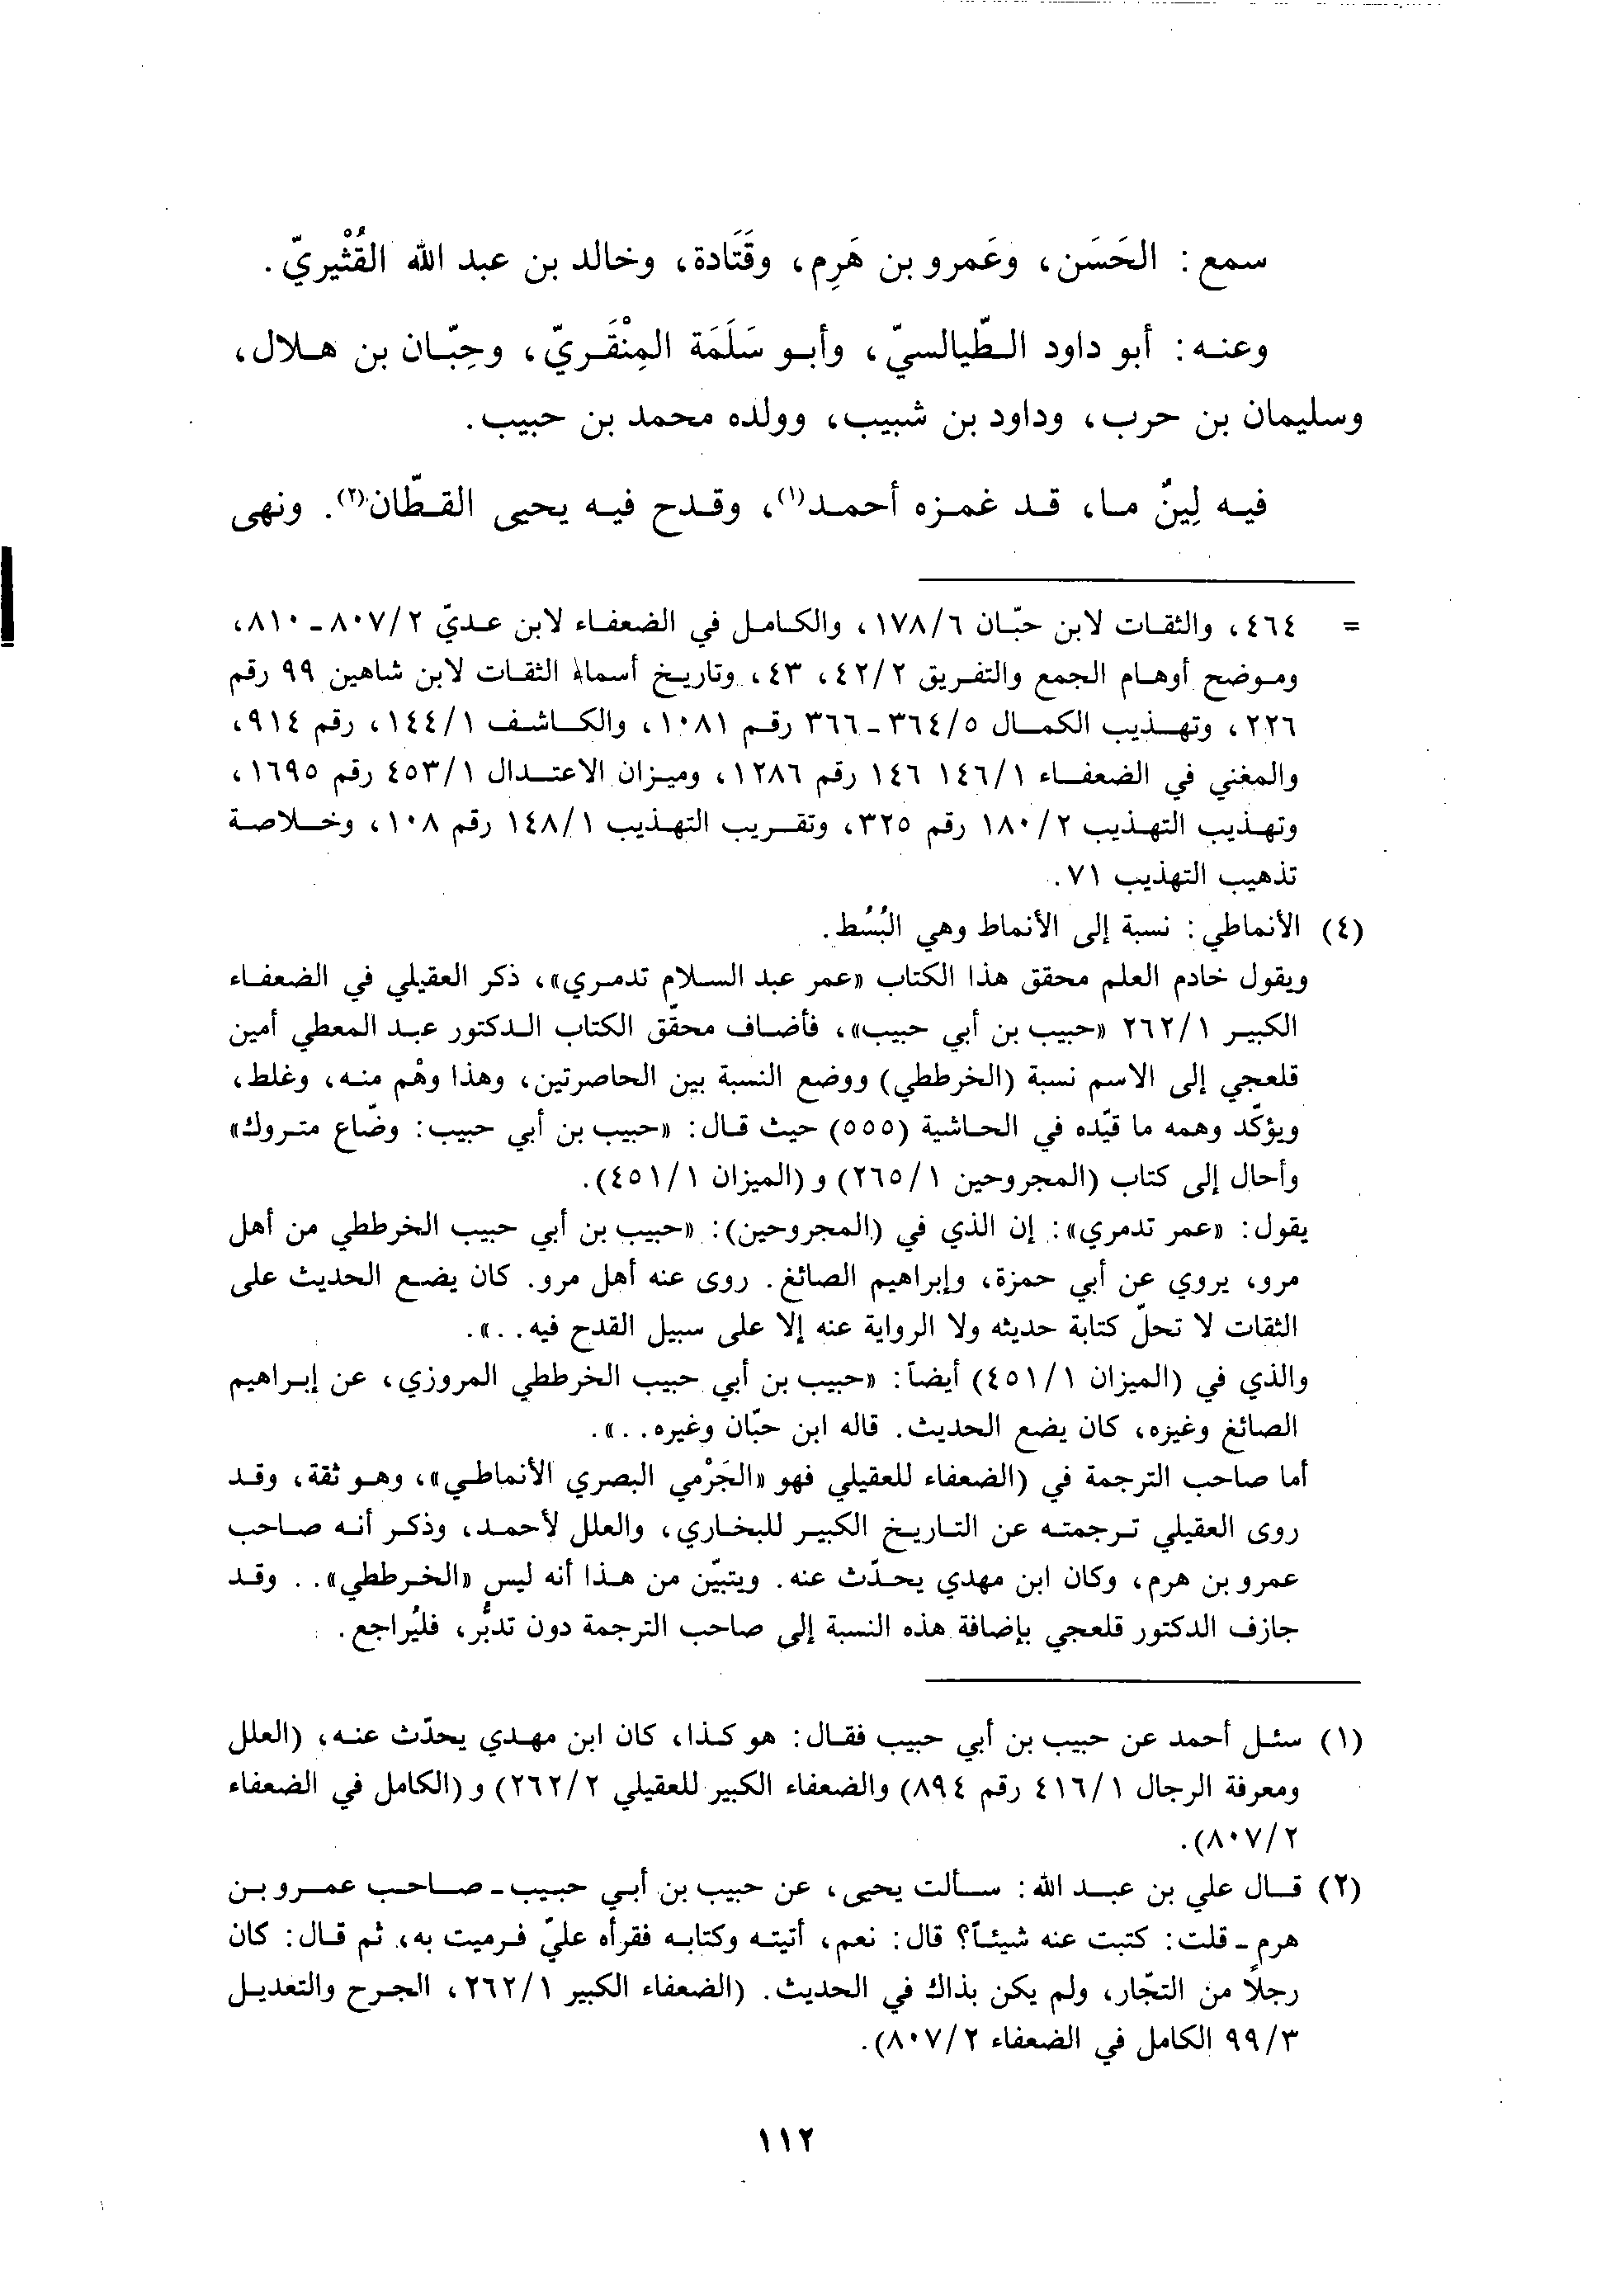 سمع: الحَسَن، وعَمرو بن هَرِم، وقَتَادة، وخالد بن عبد الله القُثْيريّ.
وعنه: أبو داود الطّيالسيّ، وأبو سَلَمَة المِنْقَريّ، وحِبّان بن هلال،
وسليمان بن حرب، وداود بن شبيب، وولده محمد بن حبيب.
فيه لِينٌ ما، قد غمزه أحمد(١)، وقدح فيه يحيى القطّان(٢). ونهى
= ٤٦٤، والثقات لابن حبّان ١٧٨/٦، والكامل في الضعفاء لابن عديّ ٨٠٧/٢ - ٨١٠،
وموضح أوهام الجمع والتفريق ٤٢/٢، ٤٣، وتاريخ أسماء الثقات لابن شاهين ٩٩ رقم
٢٢٦، وتهذيب الكمال ٣٦٤/٥ - ٣٦٦ رقم ١٠٨١، والكاشف ١٤٤/١، رقم ٩١٤،
والمغني في الضعفاء ١٤٦/١ ١٤٦ رقم ١٢٨٦، وميزان الاعتدال ٤٥٣/١ رقم ١٦٩٥،
وتهذيب التهذيب ١٨٠/٢ رقم ٣٢٥، وتقريب التهذيب ١٤٨/١ رقم ١٠٨، وخلاصة
تذهيب التهذيب ٧١.
(٤) الأنماطي: نسبة إلى الأنماط وهي البُسُط.
ويقول خادم العلم محقق هذا الكتاب «عمر عبد السلام تدمري»، ذكر العقيلي في الضعفاء
الكبير ٢٦٢/١ «حبيب بن أبي حبيب»، فأضاف محقّق الكتاب الدكتور عبد المعطي أمين
قلعجي إلى الاسم نسبة (الخرططي) ووضع النسبة بين الحاصرتين، وهذا وهْم منه، وغلط،
ويؤكّد وهمه ما قيّده في الحاشية (٥٥٥) حيث قال: «حبيب بن أبي حبيب: وضّاع متروك»
وأحال إلى كتاب (المجروحين ٢٦٥/١) و (الميزان ٤٥١/١).
يقول: «عمر تدمري»: إن الذي في (المجروحين): «حبيب بن أبي حبيب الخرططي من أهل
مرو، يروي عن أبي حمزة، وإبراهيم الصائغ. روى عنه أهل مرو. كان يضع الحديث على
الثقات لا تحلّ كتابة حديثه ولا الرواية عنه إلا على سبيل القدح فيه..».
والذي في (الميزان ٤٥١/١) أيضاً: «حبيب بن أبي حبيب الخرططي المروزي، عن إبراهيم
الصائغ وغيره، كان يضع الحديث. قاله ابن حبّان وغيره..».
أما صاحب الترجمة في (الضعفاء للعقيلي فهو «الجَرْمي البصري الأنماطي»، وهو ثقة، وقد
روى العقيلي ترجمته عن التاريخ الكبير للبخاري، والعلل لأحمد، وذكر أنه صاحب
عمرو بن هرم، وكان ابن مهدي يحدّث عنه. ويتبيّن من هذا أنه ليس «الخرططي».. وقد
جازف الدكتور قلعجي بإضافة هذه النسبة إلى صاحب الترجمة دون تدبُّر، فليُراجع.
(١) سئل أحمد عن حبيب بن أبي حبيب فقال: هو كذا، كان ابن مهدي يحدّث عنه، (العلل
ومعرفة الرجال ٤١٦/١ رقم ٨٩٤) والضعفاء الكبير للعقيلي ٢٦٢/٢) و (الكامل في الضعفاء
٨٠٧/٢).
(٢) قال علي بن عبد الله: سألت يحيى، عن حبيب بن أبي حبيب - صاحب عمرو بن
هرم - قلت: كتبت عنه شيئاً؟ قال: نعم، أتيته وكتابه فقرأه عليّ فرميت به، ثم قال: كان
رجلاً من التجّار، ولم يكن بذاك في الحديث. (الضعفاء الكبير ٢٦٢/١، الجرح والتعديل
٩٩/٣ الكامل في الضعفاء ٨٠٧/٢).
١١٢